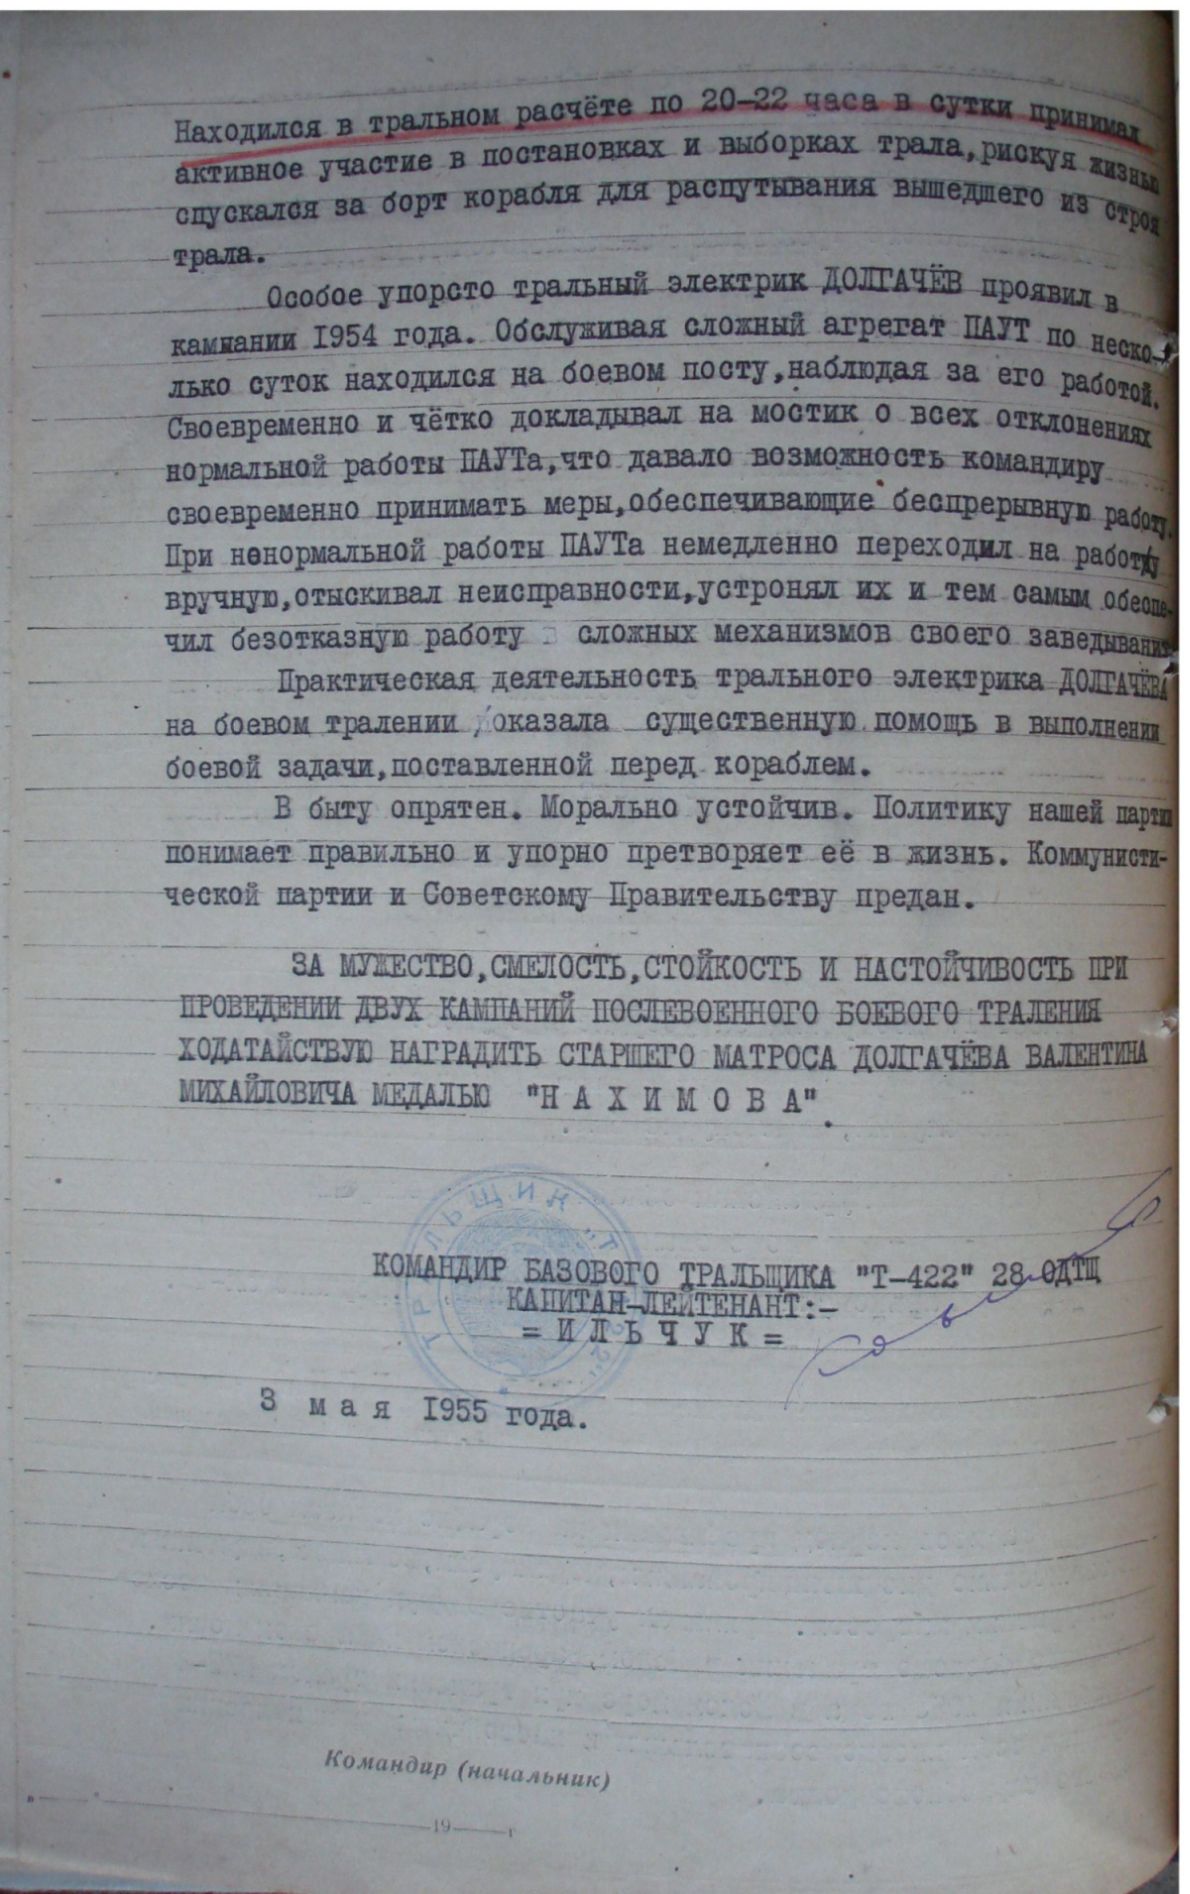 Находился в тральном расчёте по 20-22 часа в сутки принимал
активное участие в постановках и выборках трала,рискуя жизнью
спускался за борт корабля для распутывания вышедшего из строя
трала.
Особое упорсто тральный электрик ДОЛГАЧЁВ проявил в
кампании 1954 года. Обслуживая сложный агрегат ПАУТ по неско-
лько суток находился на боевом посту,наблюдая за его работой.
Своевременно и чётко докладывал на мостик о всех отклонениях
нормальной работы ПАУТа,что давало возможность командиру
своевременно принимать меры,обеспечивающие беспрерывную работу.
При ненормальной работы ПАУТа немедленно переходил на работу
вручную,отыскивал неисправности,устронял их и тем самым обеспе-
чил безотказную работу сложных механизмов своего заведывания.
Практическая деятельность трального электрика ДОЛГАЧЁВА
на боевом тралении оказала существенную помощь в выполнении
боевой задачи,поставленной перед кораблем.
В быту опрятен. Морально устойчив. Политику нашей партии
понимает правильно и упорно претворяет её в жизнь. Коммунисти-
ческой партии и Советскому Правительству предан.
ЗА МУЖЕСТВО,СМЕЛОСТЬ,СТОЙКОСТЬ И НАСТОЙЧИВОСТЬ ПРИ
ПРОВЕДЕНИИ ДВУХ КАМПАНИЙ ПОСЛЕВОЕННОГО БОЕВОГО ТРАЛЕНИЯ
ХОДАТАЙСТВУЮ НАГРАДИТЬ СТАРШЕГО МАТРОСА ДОЛГАЧЁВА ВАЛЕНТИНА
МИХАЙЛОВИЧА МЕДАЛЬЮ "Н А Х И М О В А".
ТРАЛЬЩИК "Т-422"
КОМАНДИР БАЗОВОГО ТРАЛЬЩИКА "Т-422" 28 ОДТЩ
КАПИТАН-ЛЕЙТЕНАНТ:-
= И Л Ь Ч У К =
3 м а я 1955 года.
Командир (начальник)
" " 19 г